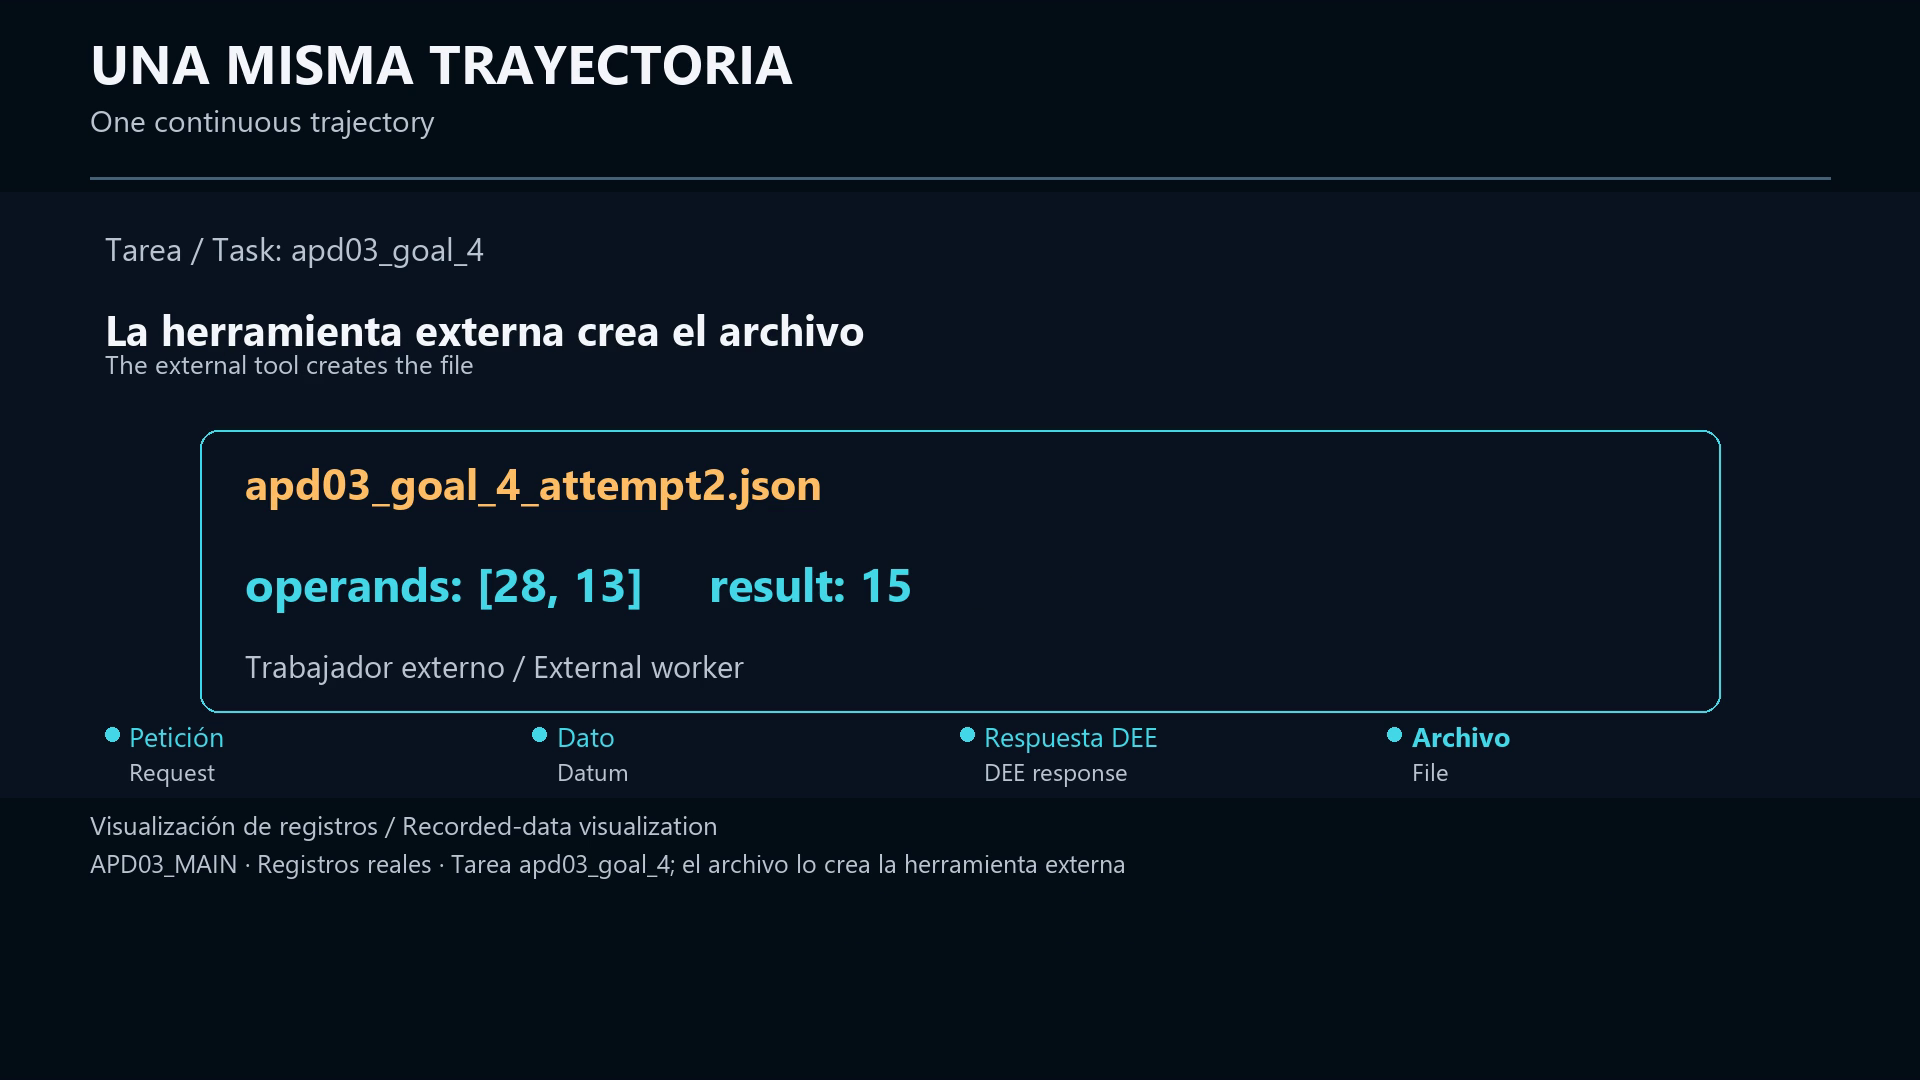 UNA MISMA TRAYECTORIA
One continuous trajectory
Tarea / Task: apd03_goal_4
La herramienta externa crea el archivo
The external tool creates the file
apd03_goal_4_attempt2.json
operands: [28, 13] result: 15
Trabajador externo / External worker
Petición Dato Respuesta DEE Archivo
Request Datum DEE response File
Visualización de registros / Recorded-data visualization
APD03_MAIN · Registros reales · Tarea apd03_goal_4; el archivo lo crea la herramienta externa